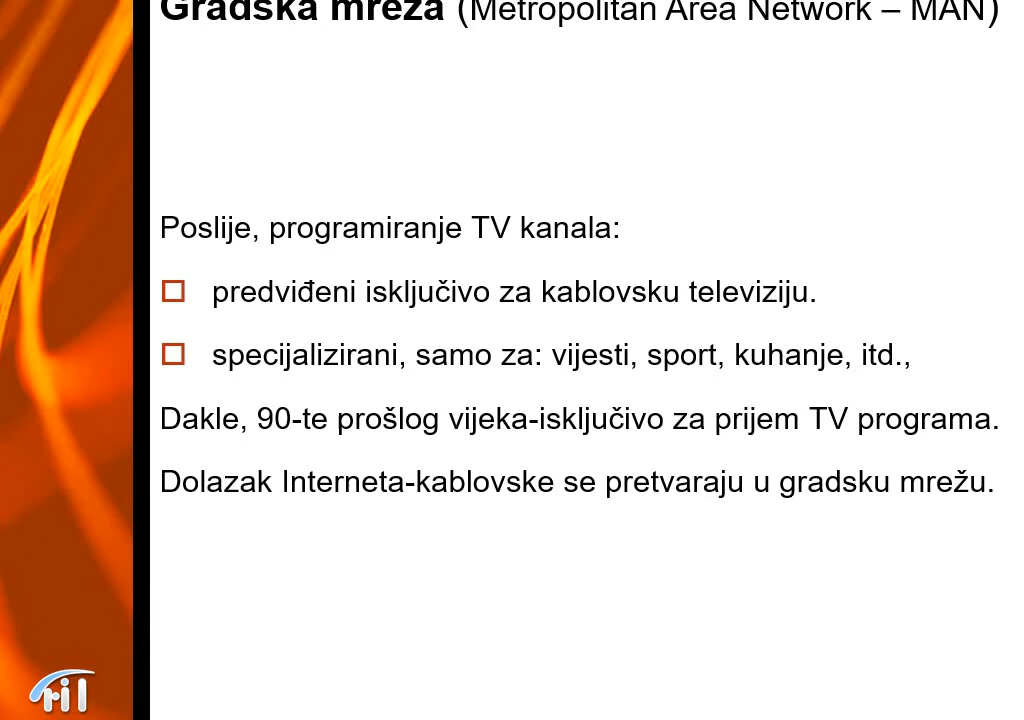 Gradska mreža (Metropolitan Area Network – MAN)
Poslije, programiranje TV kanala:
predviđeni isključivo za kablovsku televiziju.
specijalizirani, samo za: vijesti, sport, kuhanje, itd.,
Dakle, 90-te prošlog vijeka-isključivo za prijem TV programa.
Dolazak Interneta-kablovske se pretvaraju u gradsku mrežu.
ril